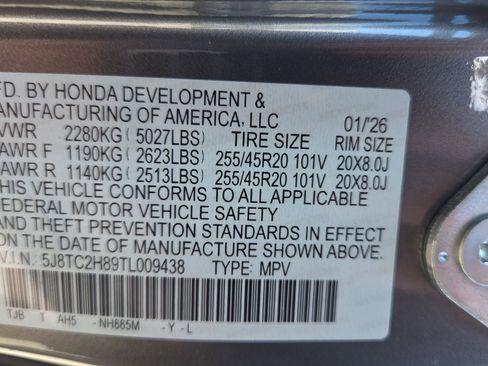 FD. BY HONDA DEVELOPMENT &
MANUFACTURING OF AMERICA, LLC 01/'26
VWR 2280KG (5027LBS) TIRE SIZE RIM SIZE
AWR F 1190KG (2623LBS) 255/45R20 101V 20X8.0J
AWR R 1140KG (2513LBS) 255/45R20 101V 20X8.0J
THIS VEHICLE CONFORMS TO ALL APPLICABLE
FEDERAL MOTOR VEHICLE SAFETY
AND THEFT PREVENTION STANDARDS IN EFFECT
ON THE DATE OF MANUFACTURE SHOWN ABOVE.
V.I.N.: 5J8TC2H89TL009438 TYPE: MPV
TJB T AH5 -NH885M -Y-L